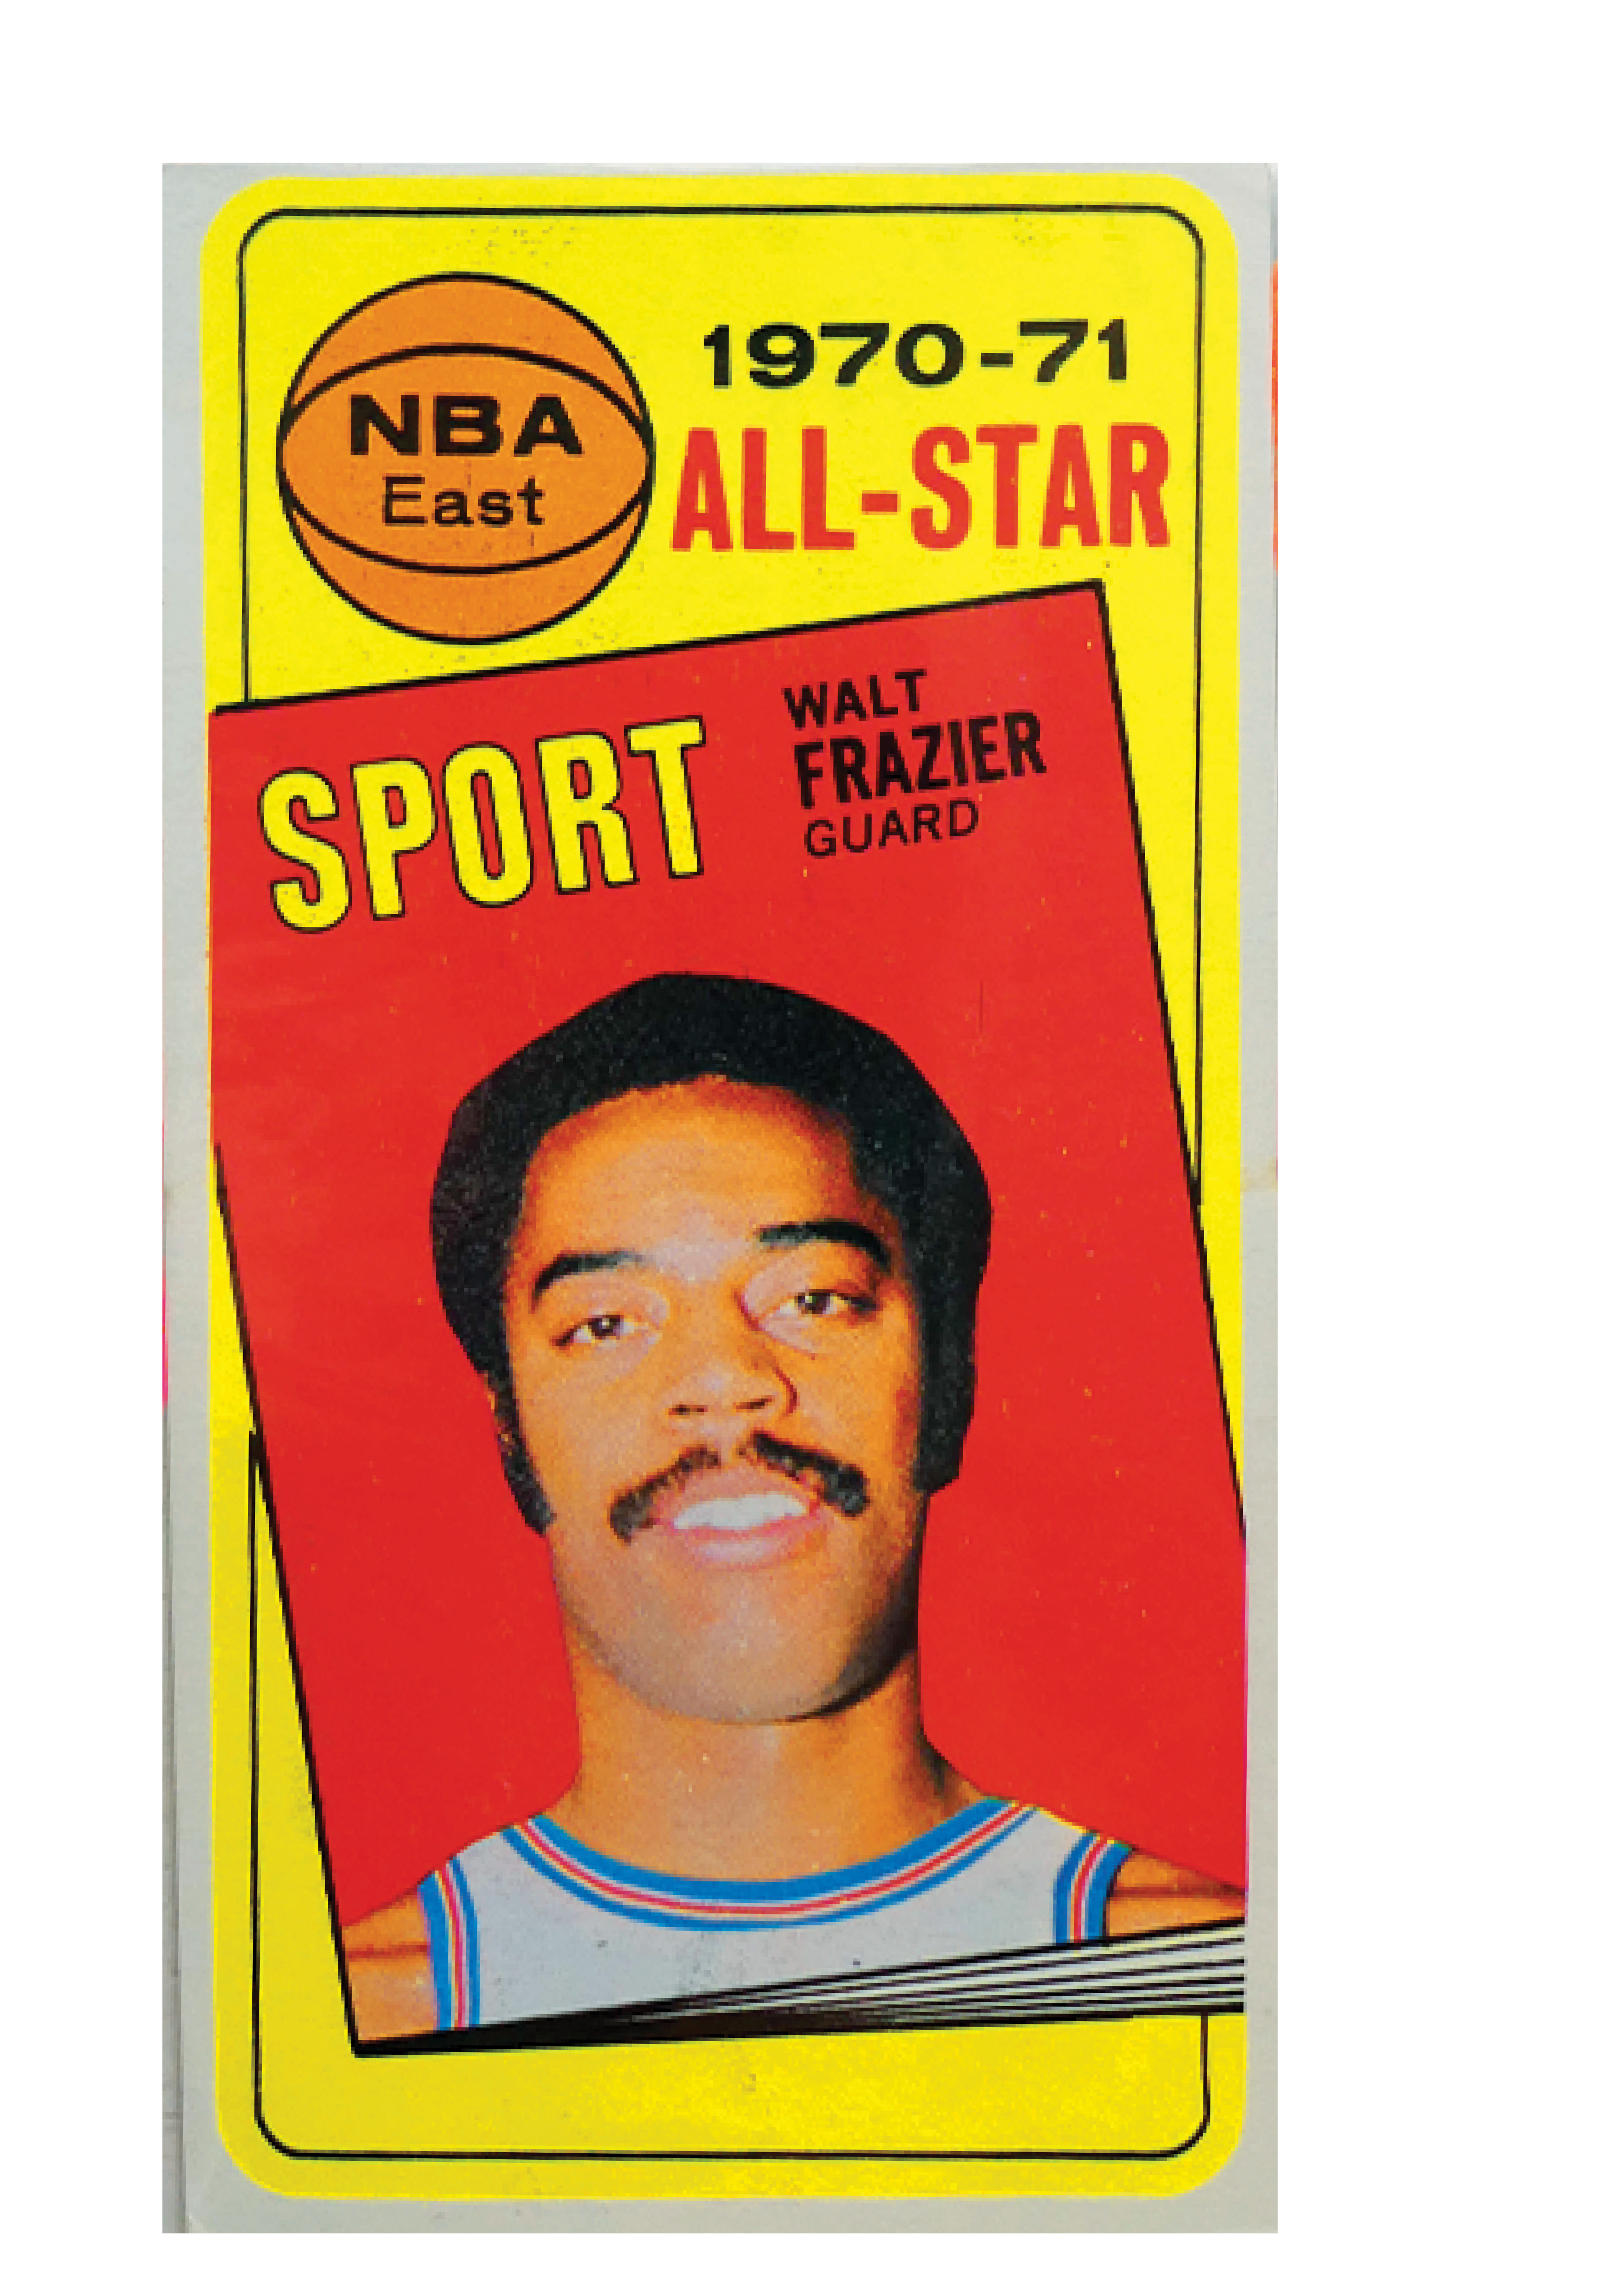 NBA
East
1970-71
ALL-STAR
SPORT
WALT
FRAZIER
GUARD